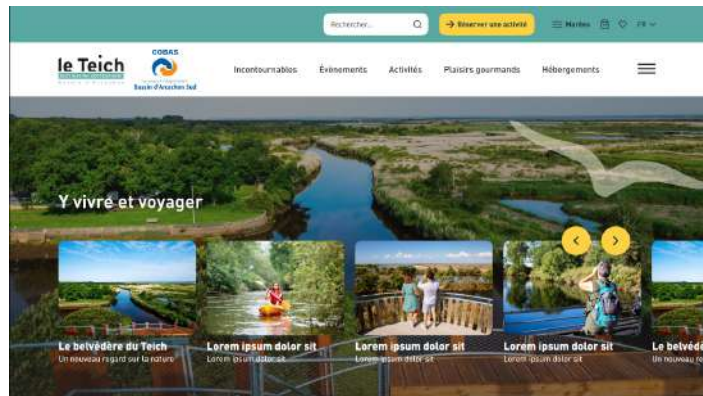 Rechercher...
→ Réserver une activité
Marées
FR
le Teich
COBAS
Bassin d'Arcachon Sud
Incontournables
Évènements
Activités
Plaisirs gourmands
Hébergements
Y vivre et voyager
Le belvédère du Teich
Un nouveau regard sur la nature
Lorem ipsum dolor sit
Lorem ipsum dolor sit
Lorem ipsum dolor sit
Lorem ipsum dolor sit
Lorem ipsum dolor sit
Lorem ipsum dolor sit
Le belvédè
Un nouveau re